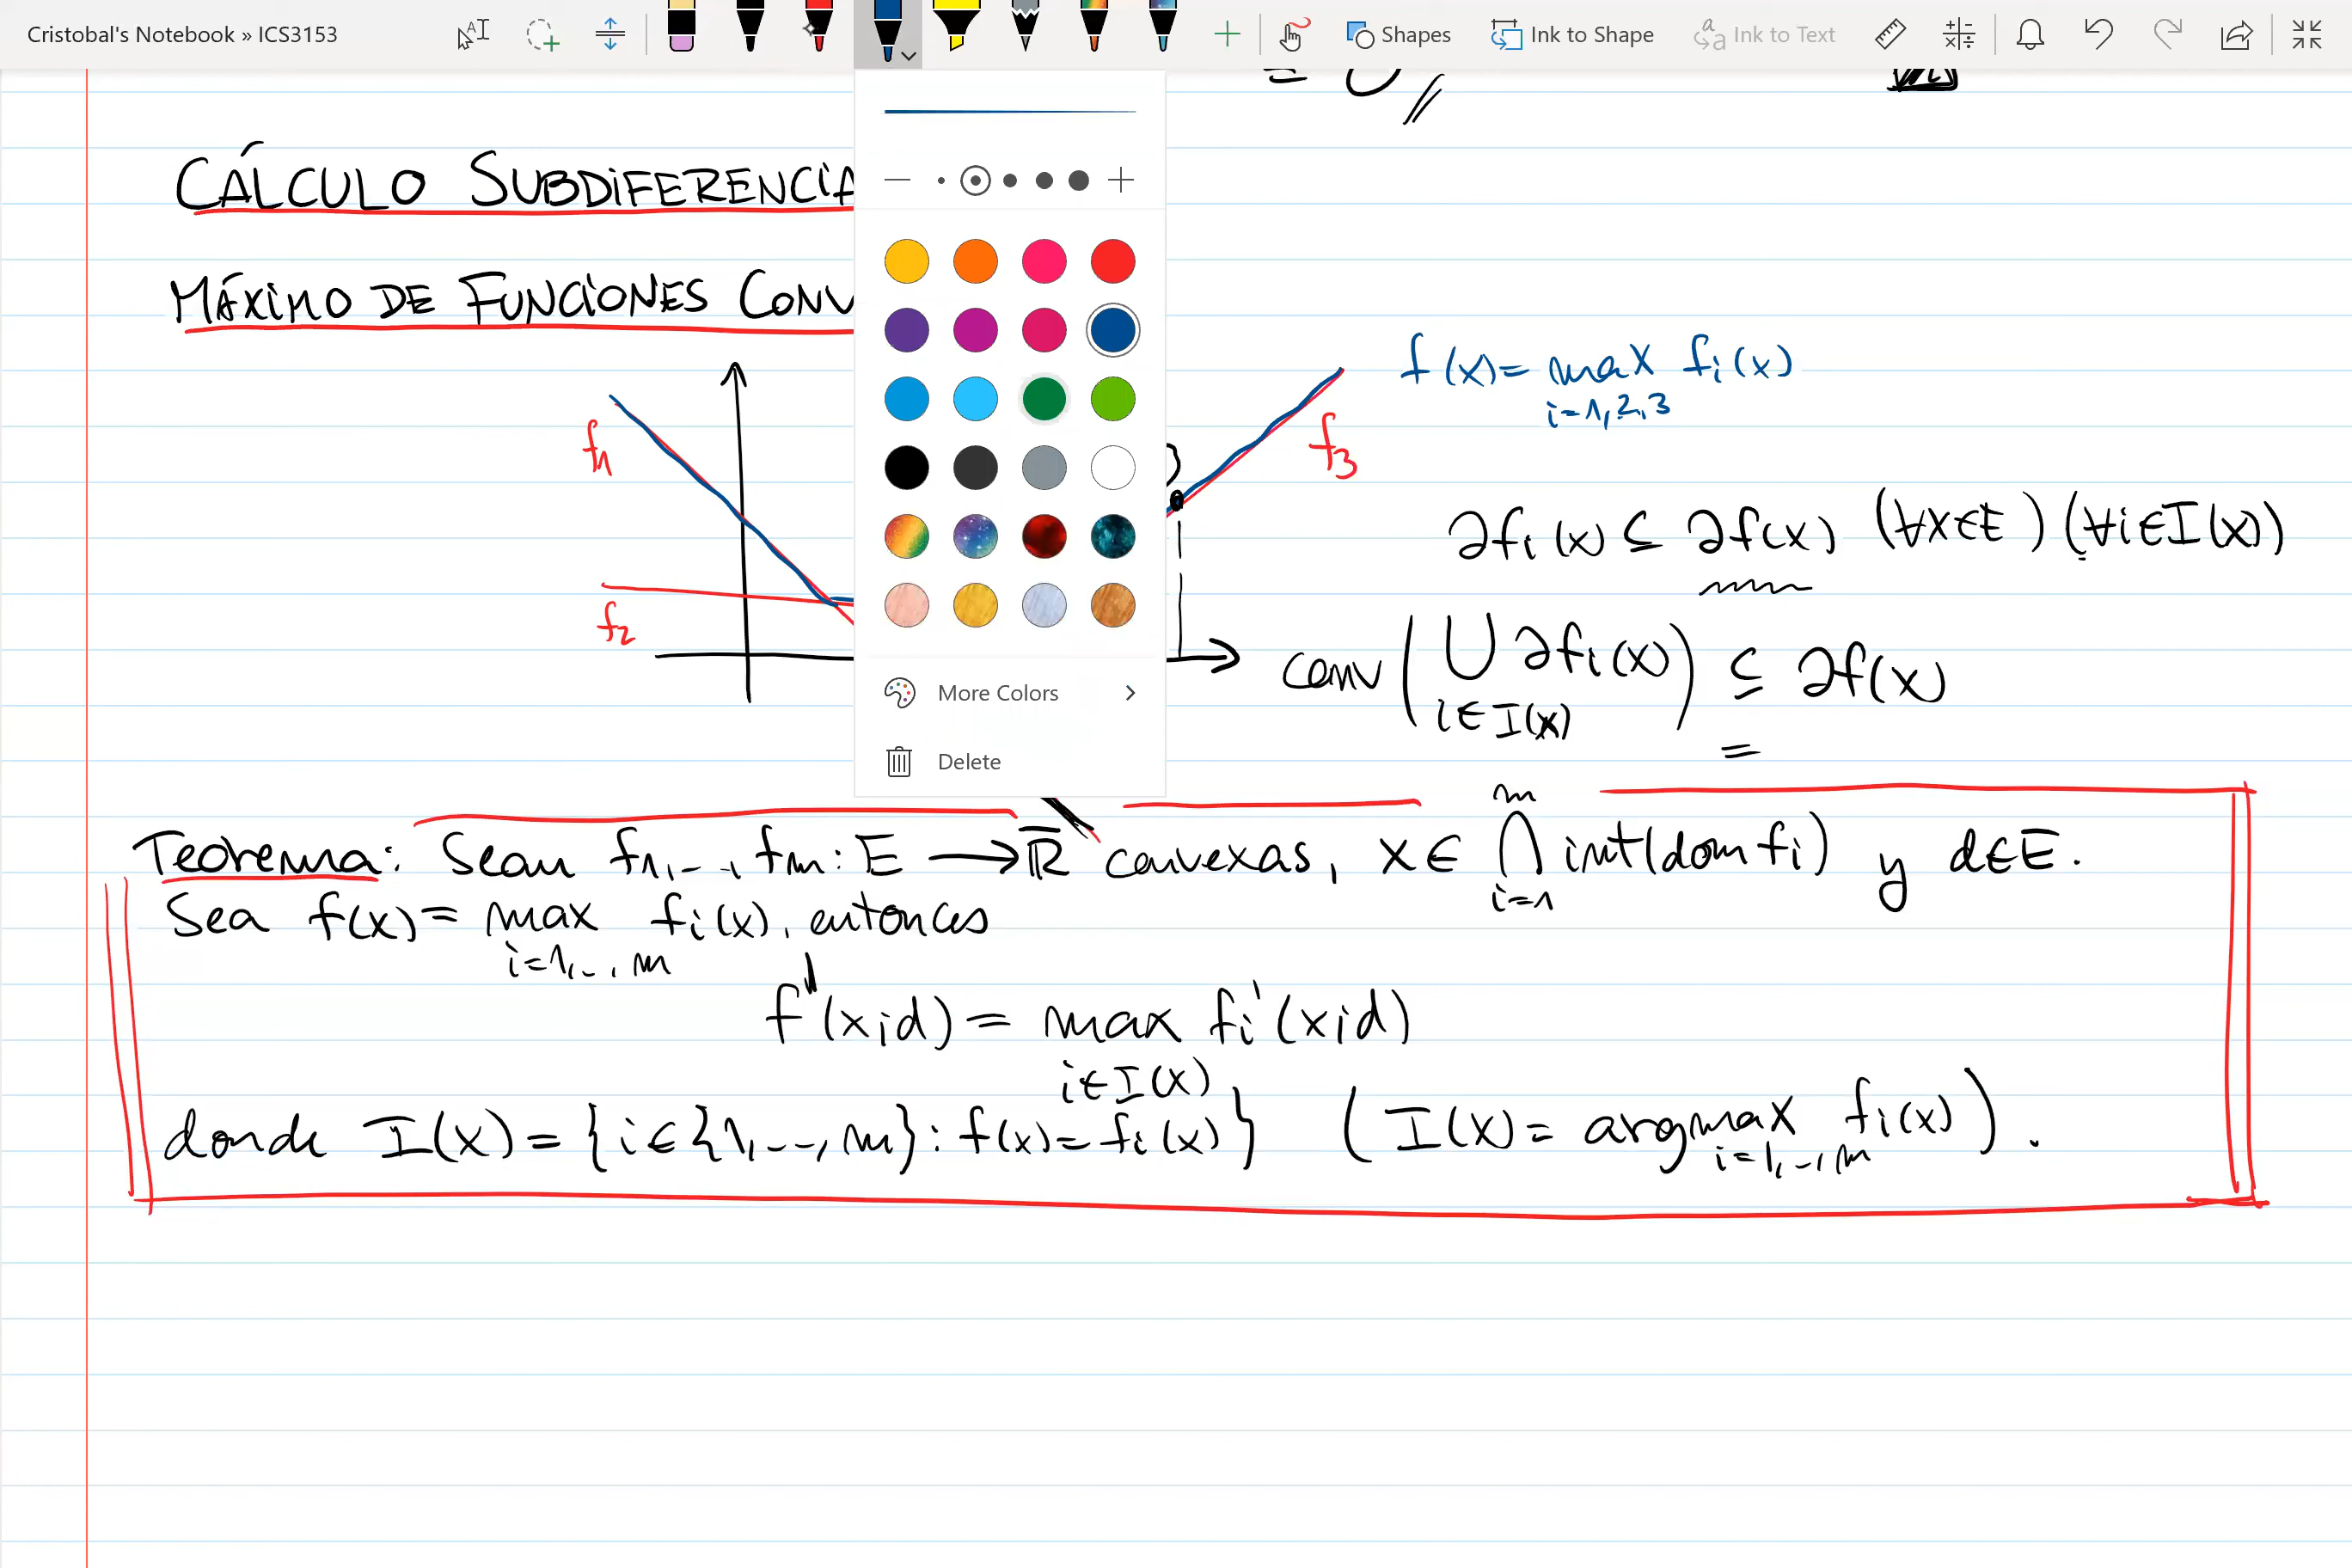 Cristobal's Notebook » ICS3153
Shapes
Ink to Shape
Ink to Text
= 0 //
CÁLCULO SUBDIFERENCIA
MÁXIMO DE FUNCIONES CONV
f(x) = max fi(x)
i=1,2,3
f1
f3
∂fi(x) ⊆ ∂f(x) (∀x∈E) (∀i∈I(x))
f2
conv( ⋃ ∂fi(x) ) ⊆ ∂f(x)
i∈I(x)
=
More Colors
Delete
Teorema: Sean f1,--,fm: E → R̄ convexas, x∈ ⋂ int(dom fi) y d∈E.
m
i=1
Sea f(x) = max fi(x), entonces
i=1,--,m
f'(x;d) = max fi'(x;d)
i∈I(x)
donde I(x) = {i∈{1,--,m}: f(x)=fi(x)} (I(x) = argmax fi(x)).
i=1,--,m